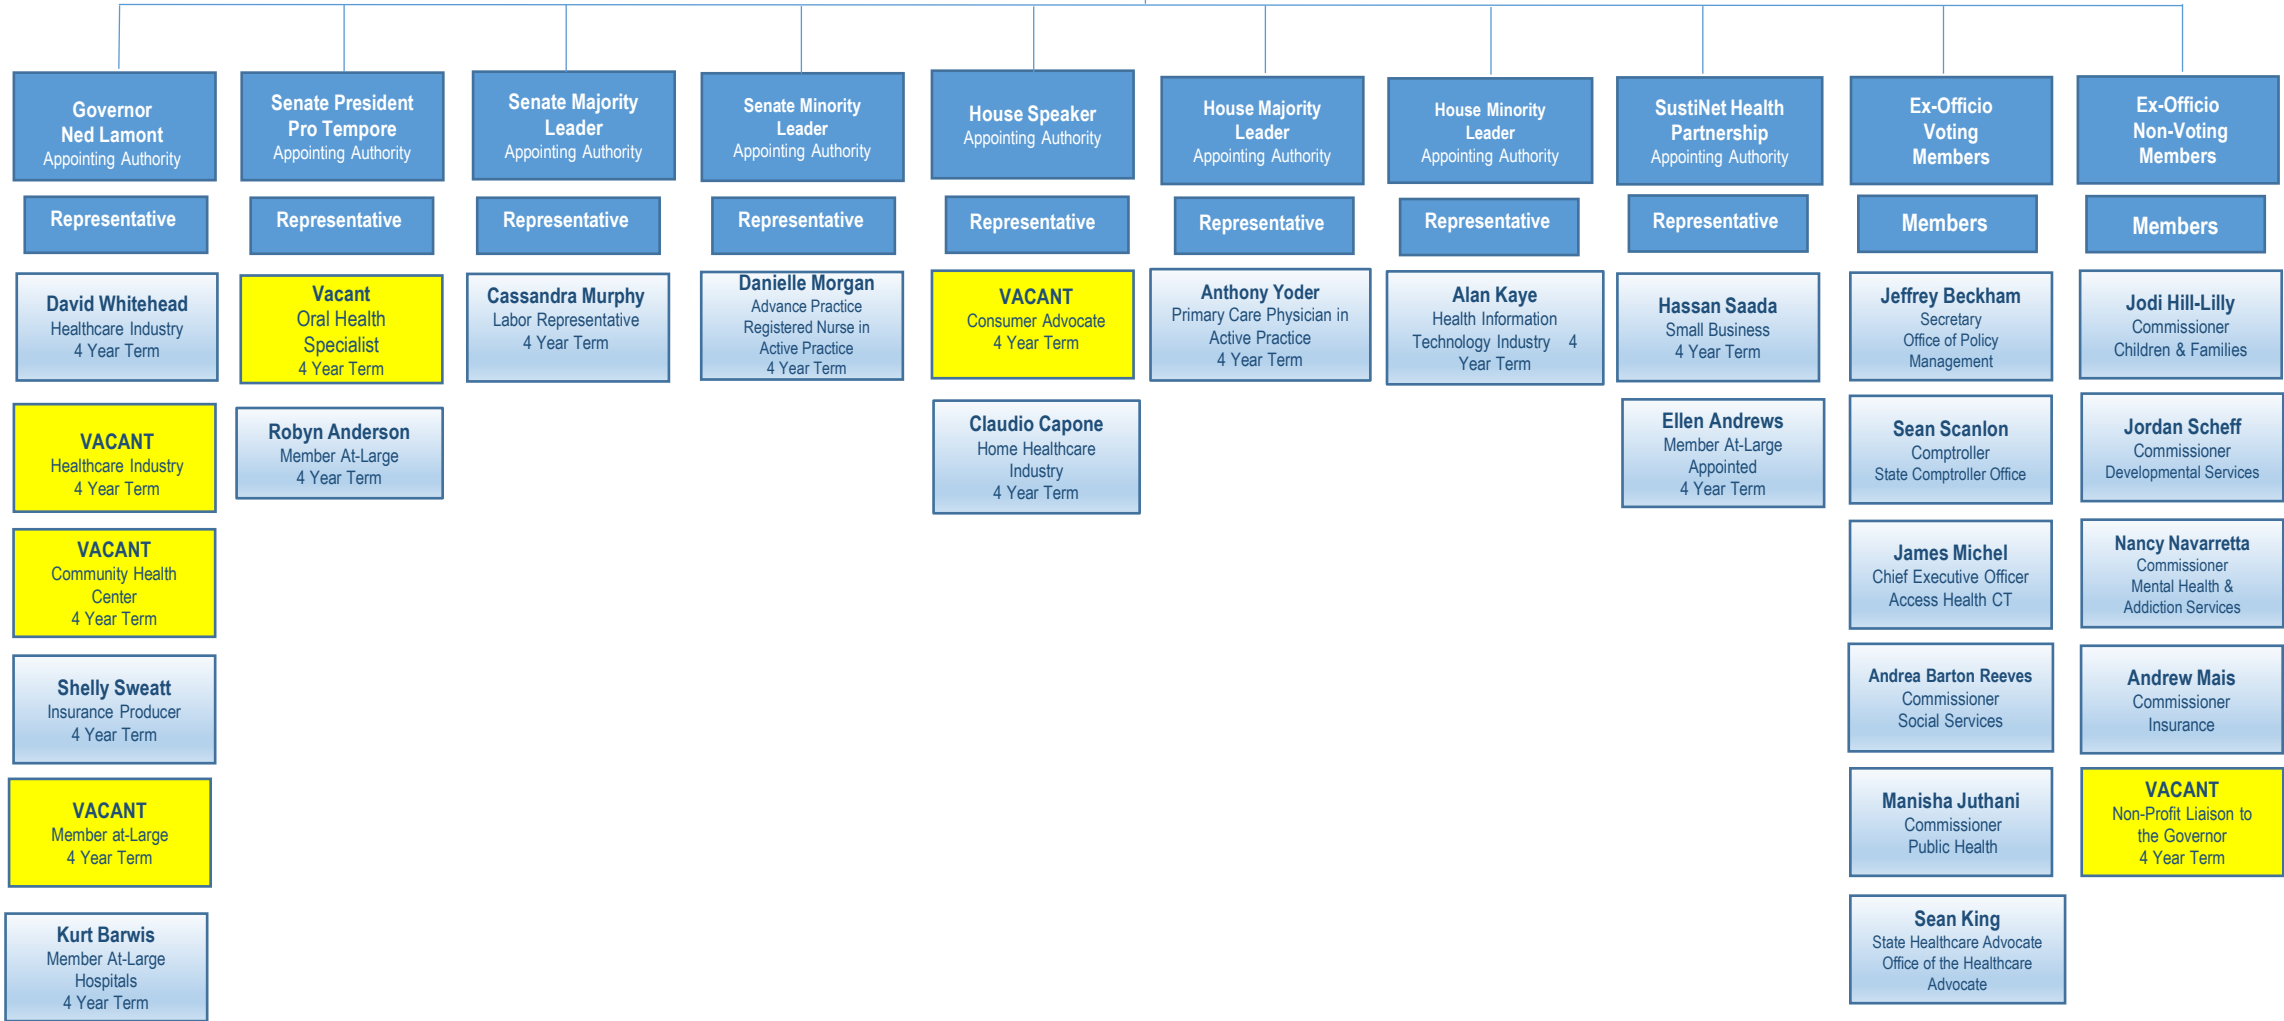 Governor
Ned Lamont
Appointing Authority
Representative
David Whitehead
Healthcare Industry
4 Year Term
VACANT
Healthcare Industry
4 Year Term
VACANT
Community Health
Center
4 Year Term
Shelly Sweatt
Insurance Producer
4 Year Term
VACANT
Member at-Large
4 Year Term
Kurt Barwis
Member At-Large
Hospitals
4 Year Term
Senate President
Pro Tempore
Appointing Authority
Representative
Vacant
Oral Health
Specialist
4 Year Term
Robyn Anderson
Member At-Large
4 Year Term
Senate Majority
Leader
Appointing Authority
Representative
Cassandra Murphy
Labor Representative
4 Year Term
Senate Minority
Leader
Appointing Authority
Representative
Danielle Morgan
Advance Practice
Registered Nurse in
Active Practice
4 Year Term
House Speaker
Appointing Authority
Representative
VACANT
Consumer Advocate
4 Year Term
Claudio Capone
Home Healthcare
Industry
4 Year Term
House Majority
Leader
Appointing Authority
Representative
Anthony Yoder
Primary Care Physician in
Active Practice
4 Year Term
House Minority
Leader
Appointing Authority
Representative
Alan Kaye
Health Information
Technology Industry 4
Year Term
SustiNet Health
Partnership
Appointing Authority
Representative
Hassan Saada
Small Business
4 Year Term
Ellen Andrews
Member At-Large
Appointed
4 Year Term
Ex-Officio
Voting
Members
Members
Jeffrey Beckham
Secretary
Office of Policy
Management
Sean Scanlon
Comptroller
State Comptroller Office
James Michel
Chief Executive Officer
Access Health CT
Andrea Barton Reeves
Commissioner
Social Services
Manisha Juthani
Commissioner
Public Health
Sean King
State Healthcare Advocate
Office of the Healthcare
Advocate
Ex-Officio
Non-Voting
Members
Members
Jodi Hill-Lilly
Commissioner
Children & Families
Jordan Scheff
Commissioner
Developmental Services
Nancy Navarretta
Commissioner
Mental Health &
Addiction Services
Andrew Mais
Commissioner
Insurance
VACANT
Non-Profit Liaison to
the Governor
4 Year Term